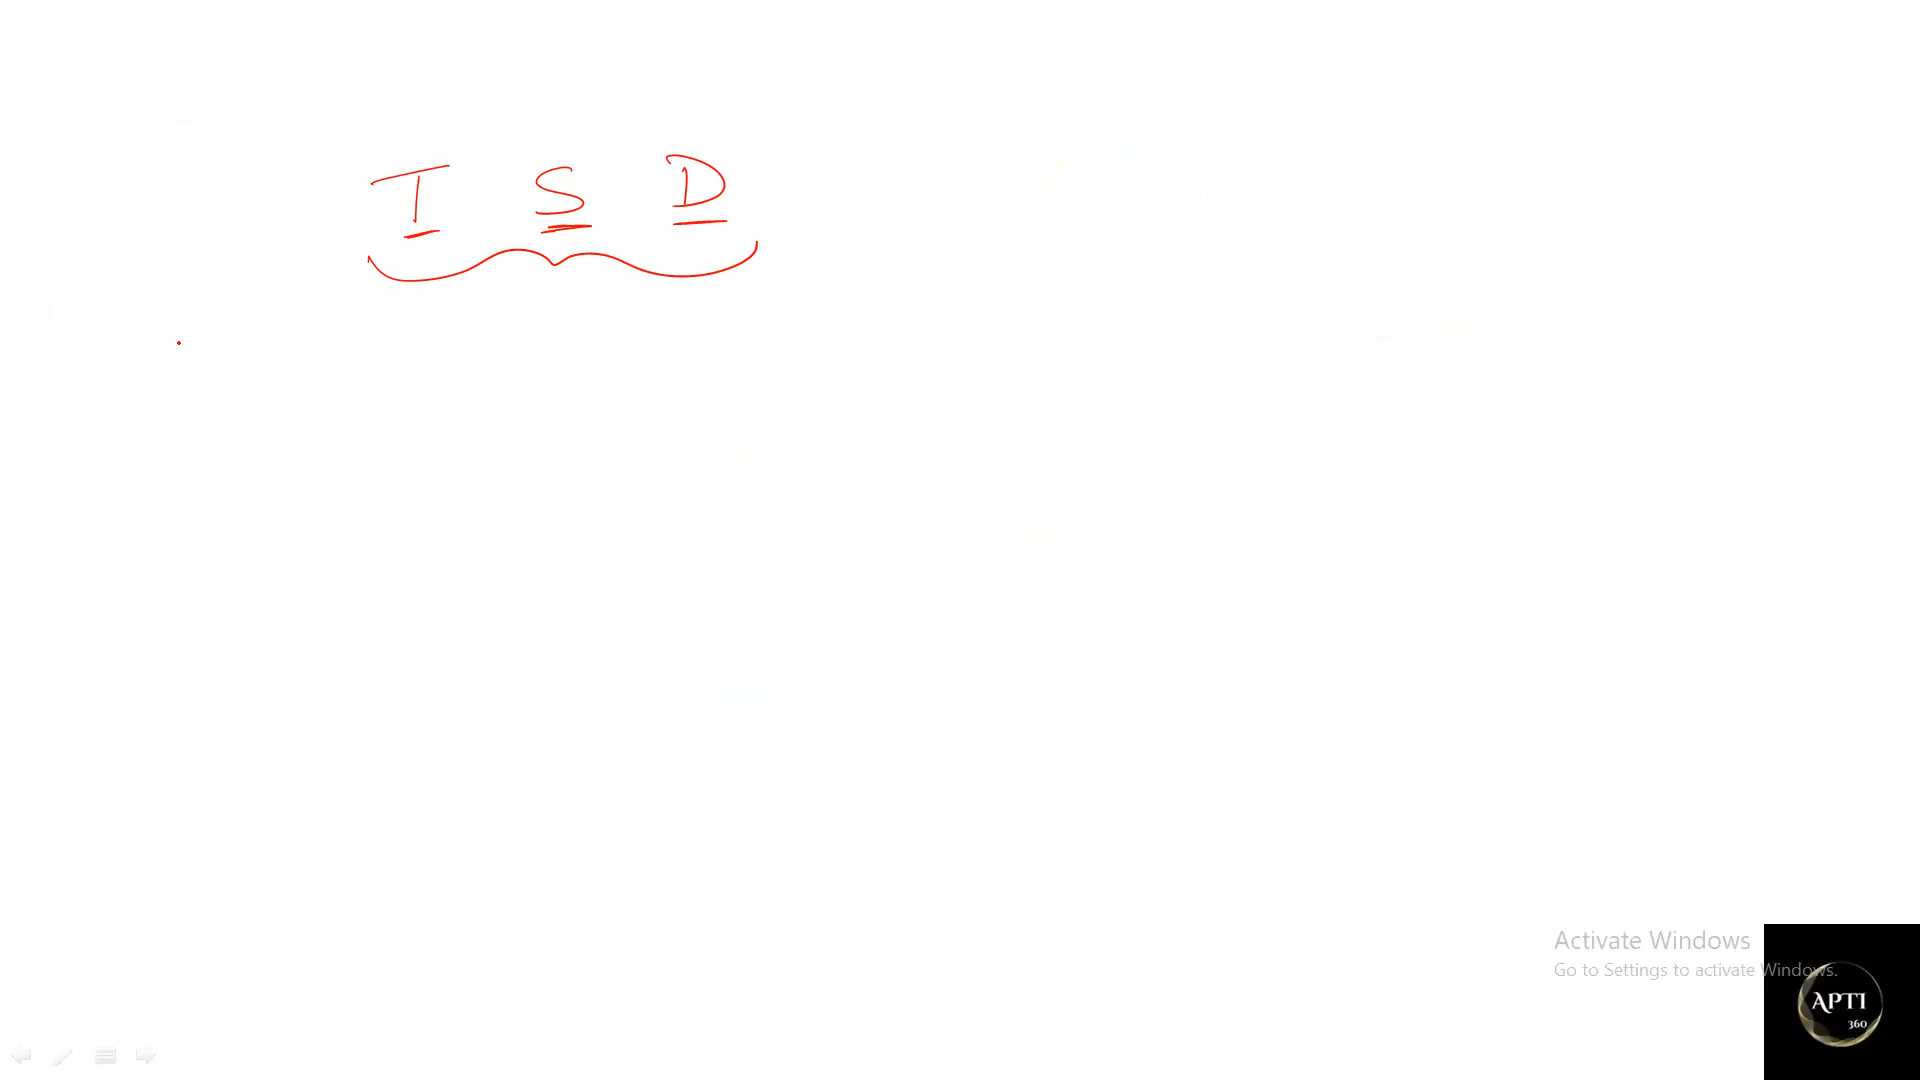 T S D
Activate Windows
Go to Settings to activate Windows.
APTI
360